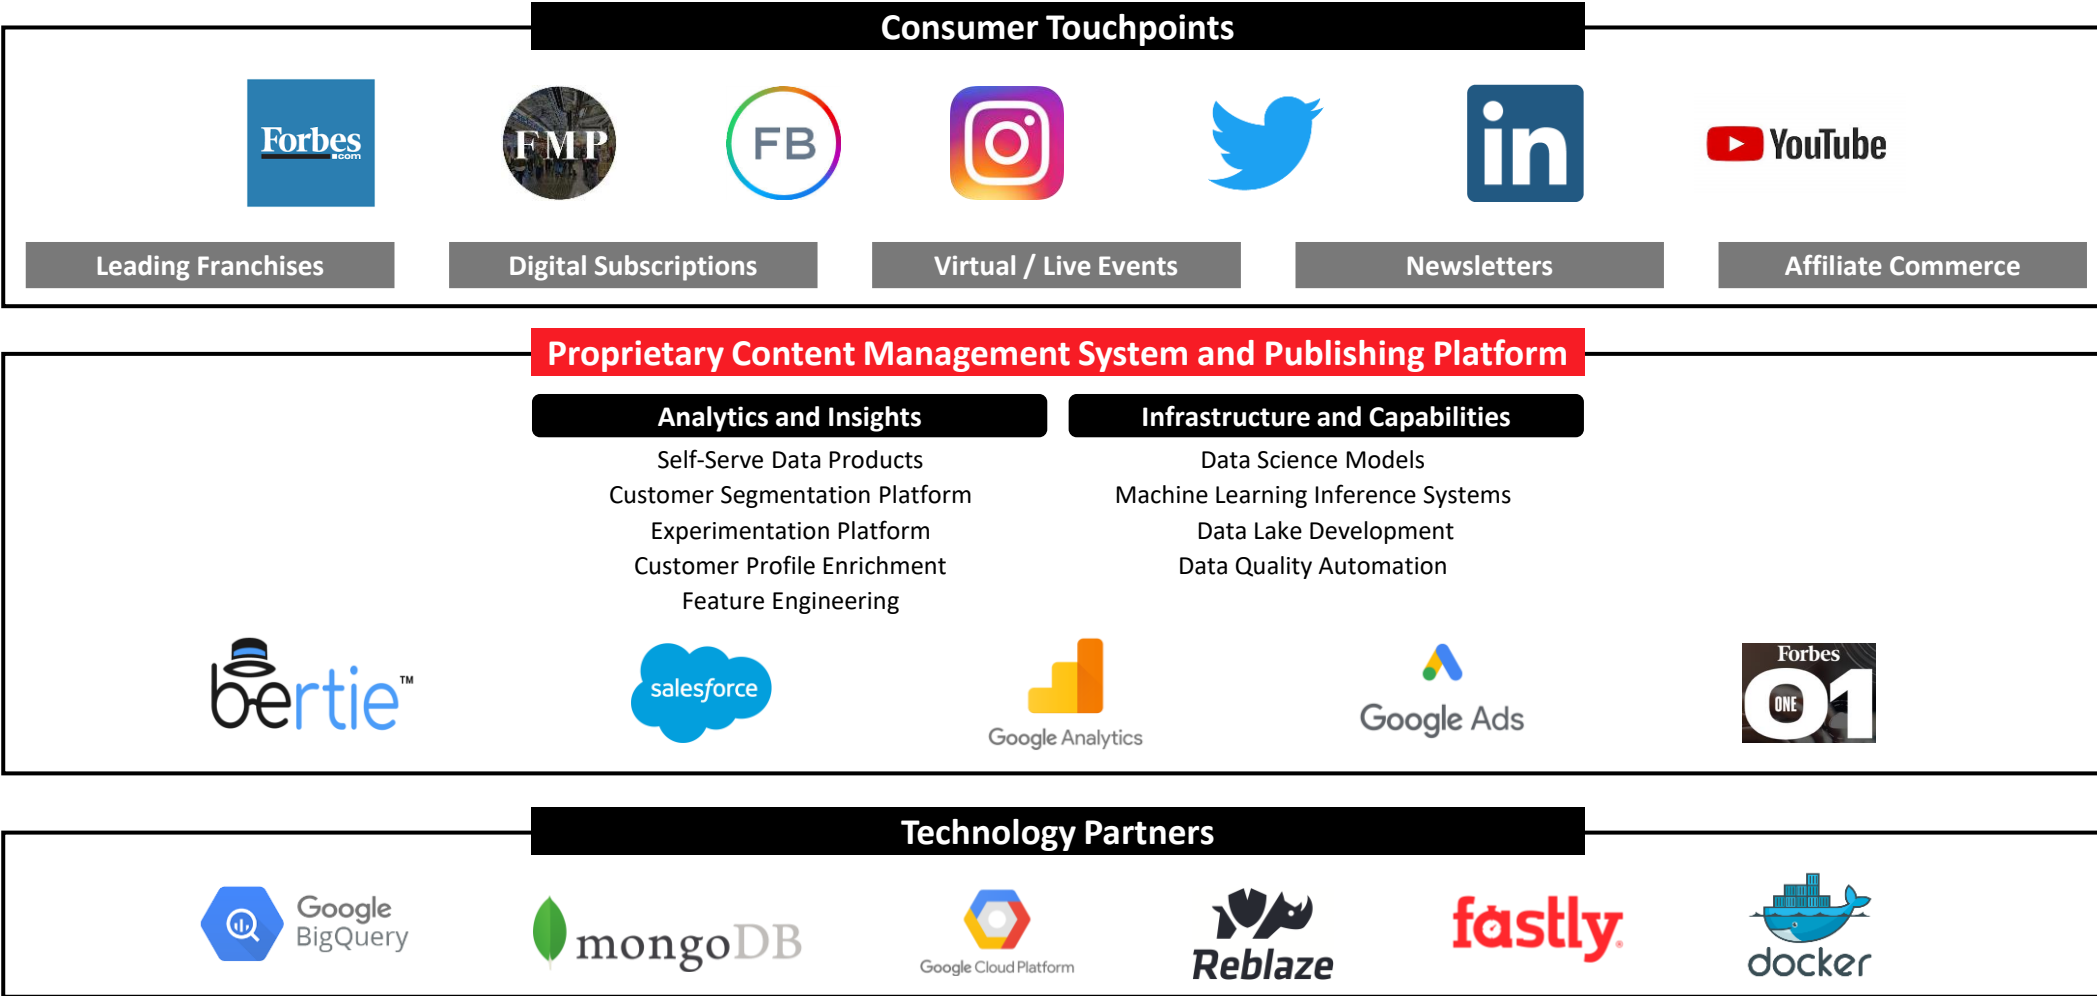 Consumer Touchpoints
Forbes
.com
FMP
FB
in
YouTube
Leading Franchises
Digital Subscriptions
Virtual / Live Events
Newsletters
Affiliate Commerce
Proprietary Content Management System and Publishing Platform
Analytics and Insights
Self-Serve Data Products
Customer Segmentation Platform
Experimentation Platform
Customer Profile Enrichment
Feature Engineering
Infrastructure and Capabilities
Data Science Models
Machine Learning Inference Systems
Data Lake Development
Data Quality Automation
bertie™
salesforce
Google Analytics
Google Ads
Forbes
ONE
01
Technology Partners
Google
BigQuery
mongoDB
Google Cloud Platform
Reblaze
fastly
docker